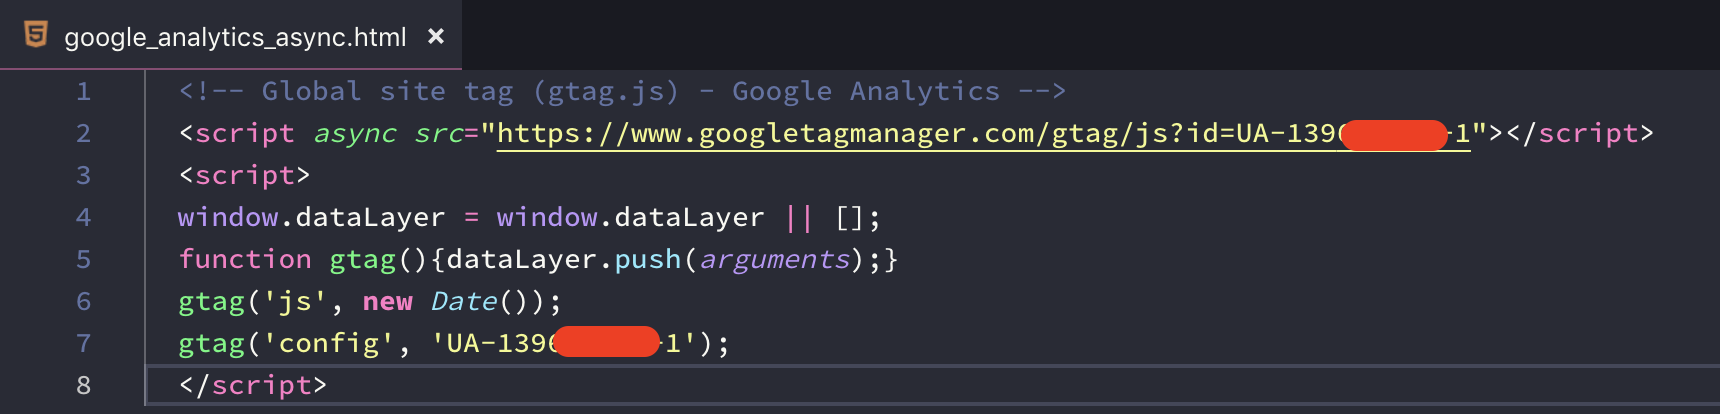 google_analytics_async.html ×
1 <!-- Global site tag (gtag.js) - Google Analytics -->
2 <script async src="https://www.googletagmanager.com/gtag/js?id=UA-139 -1"></script>
3 <script>
4 window.dataLayer = window.dataLayer || [];
5 function gtag(){dataLayer.push(arguments);}
6 gtag('js', new Date());
7 gtag('config', 'UA-139 -1');
8 </script>